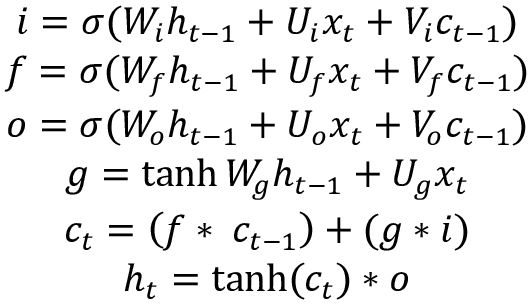 i = σ(W_i h_{t−1} + U_i x_t + V_i c_{t−1})
f = σ(W_f h_{t−1} + U_f x_t + V_f c_{t−1})
o = σ(W_o h_{t−1} + U_o x_t + V_o c_{t−1})
g = tanh W_g h_{t−1} + U_g x_t
c_t = (f ∗ c_{t−1}) + (g ∗ i)
h_t = tanh(c_t) ∗ o